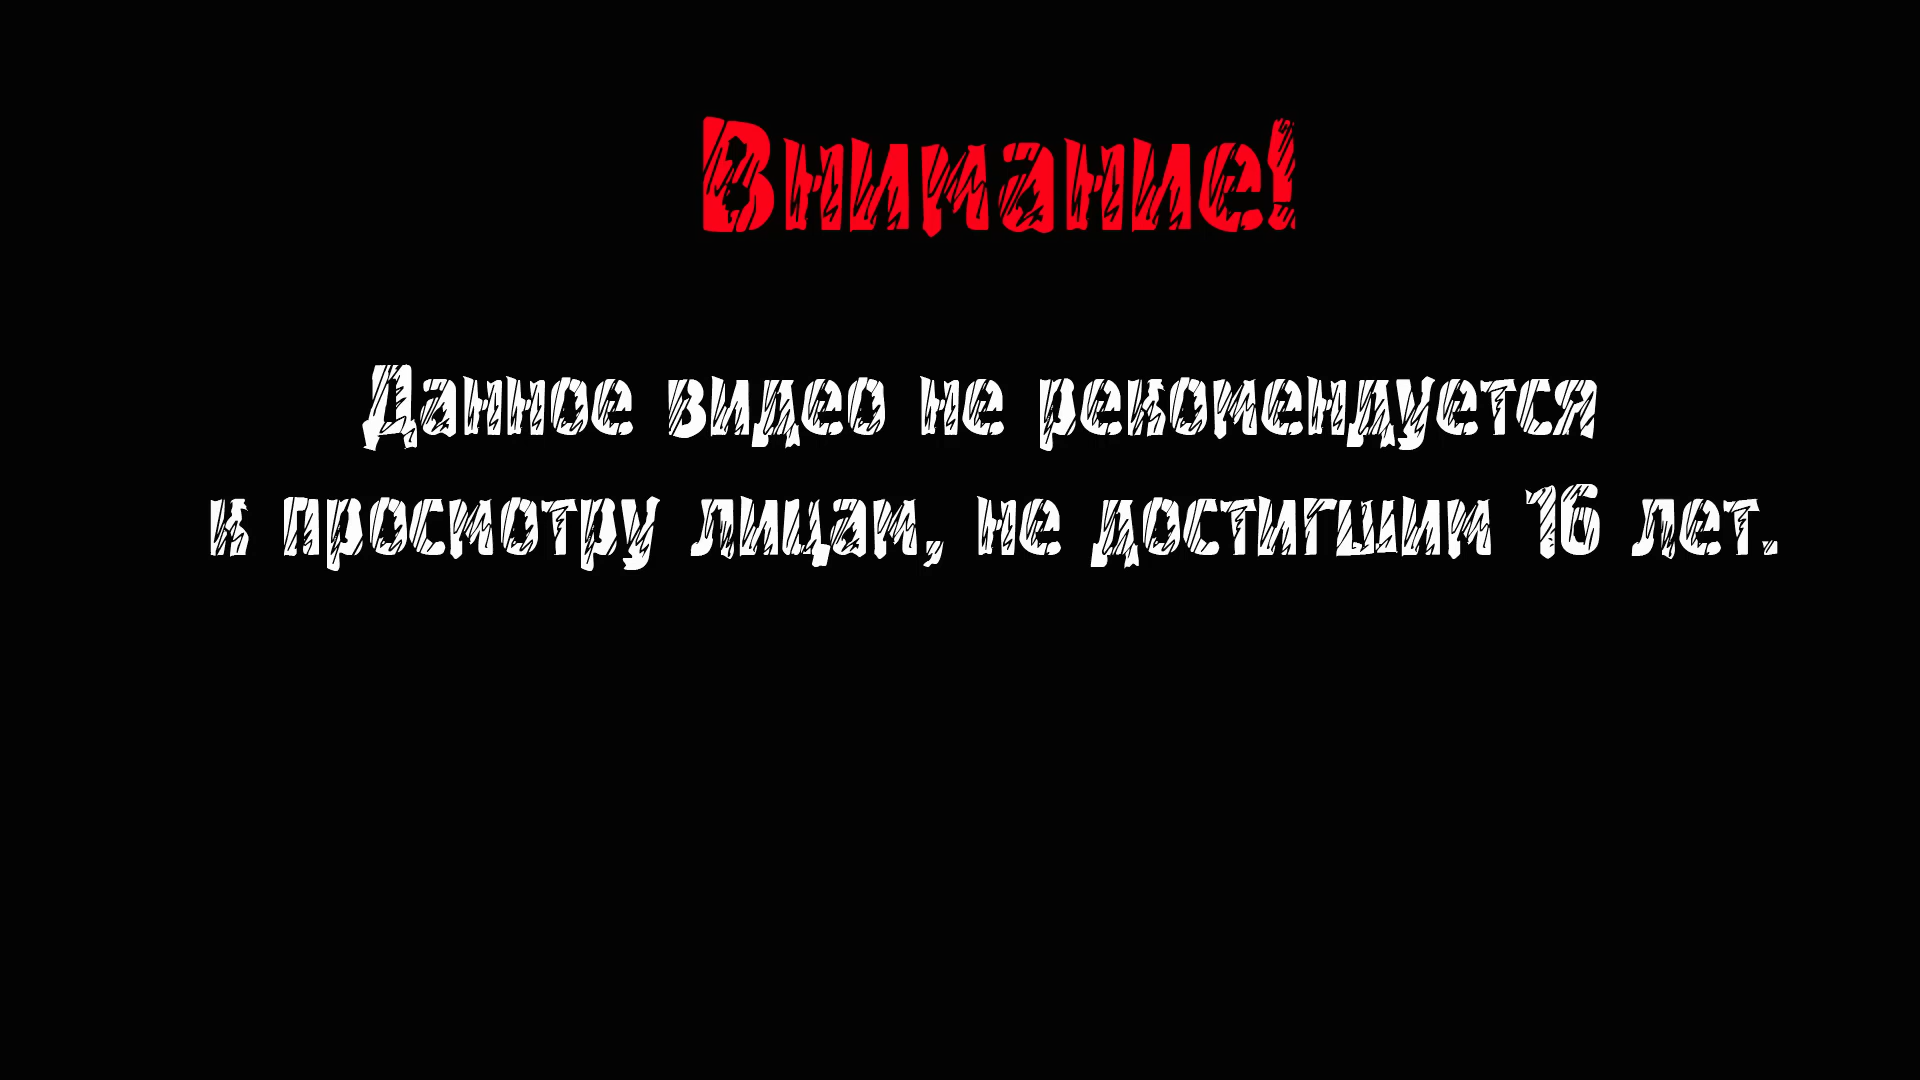 Внимание!
Данное видео не рекомендуется
к просмотру лицам, не достигшим 16 лет.